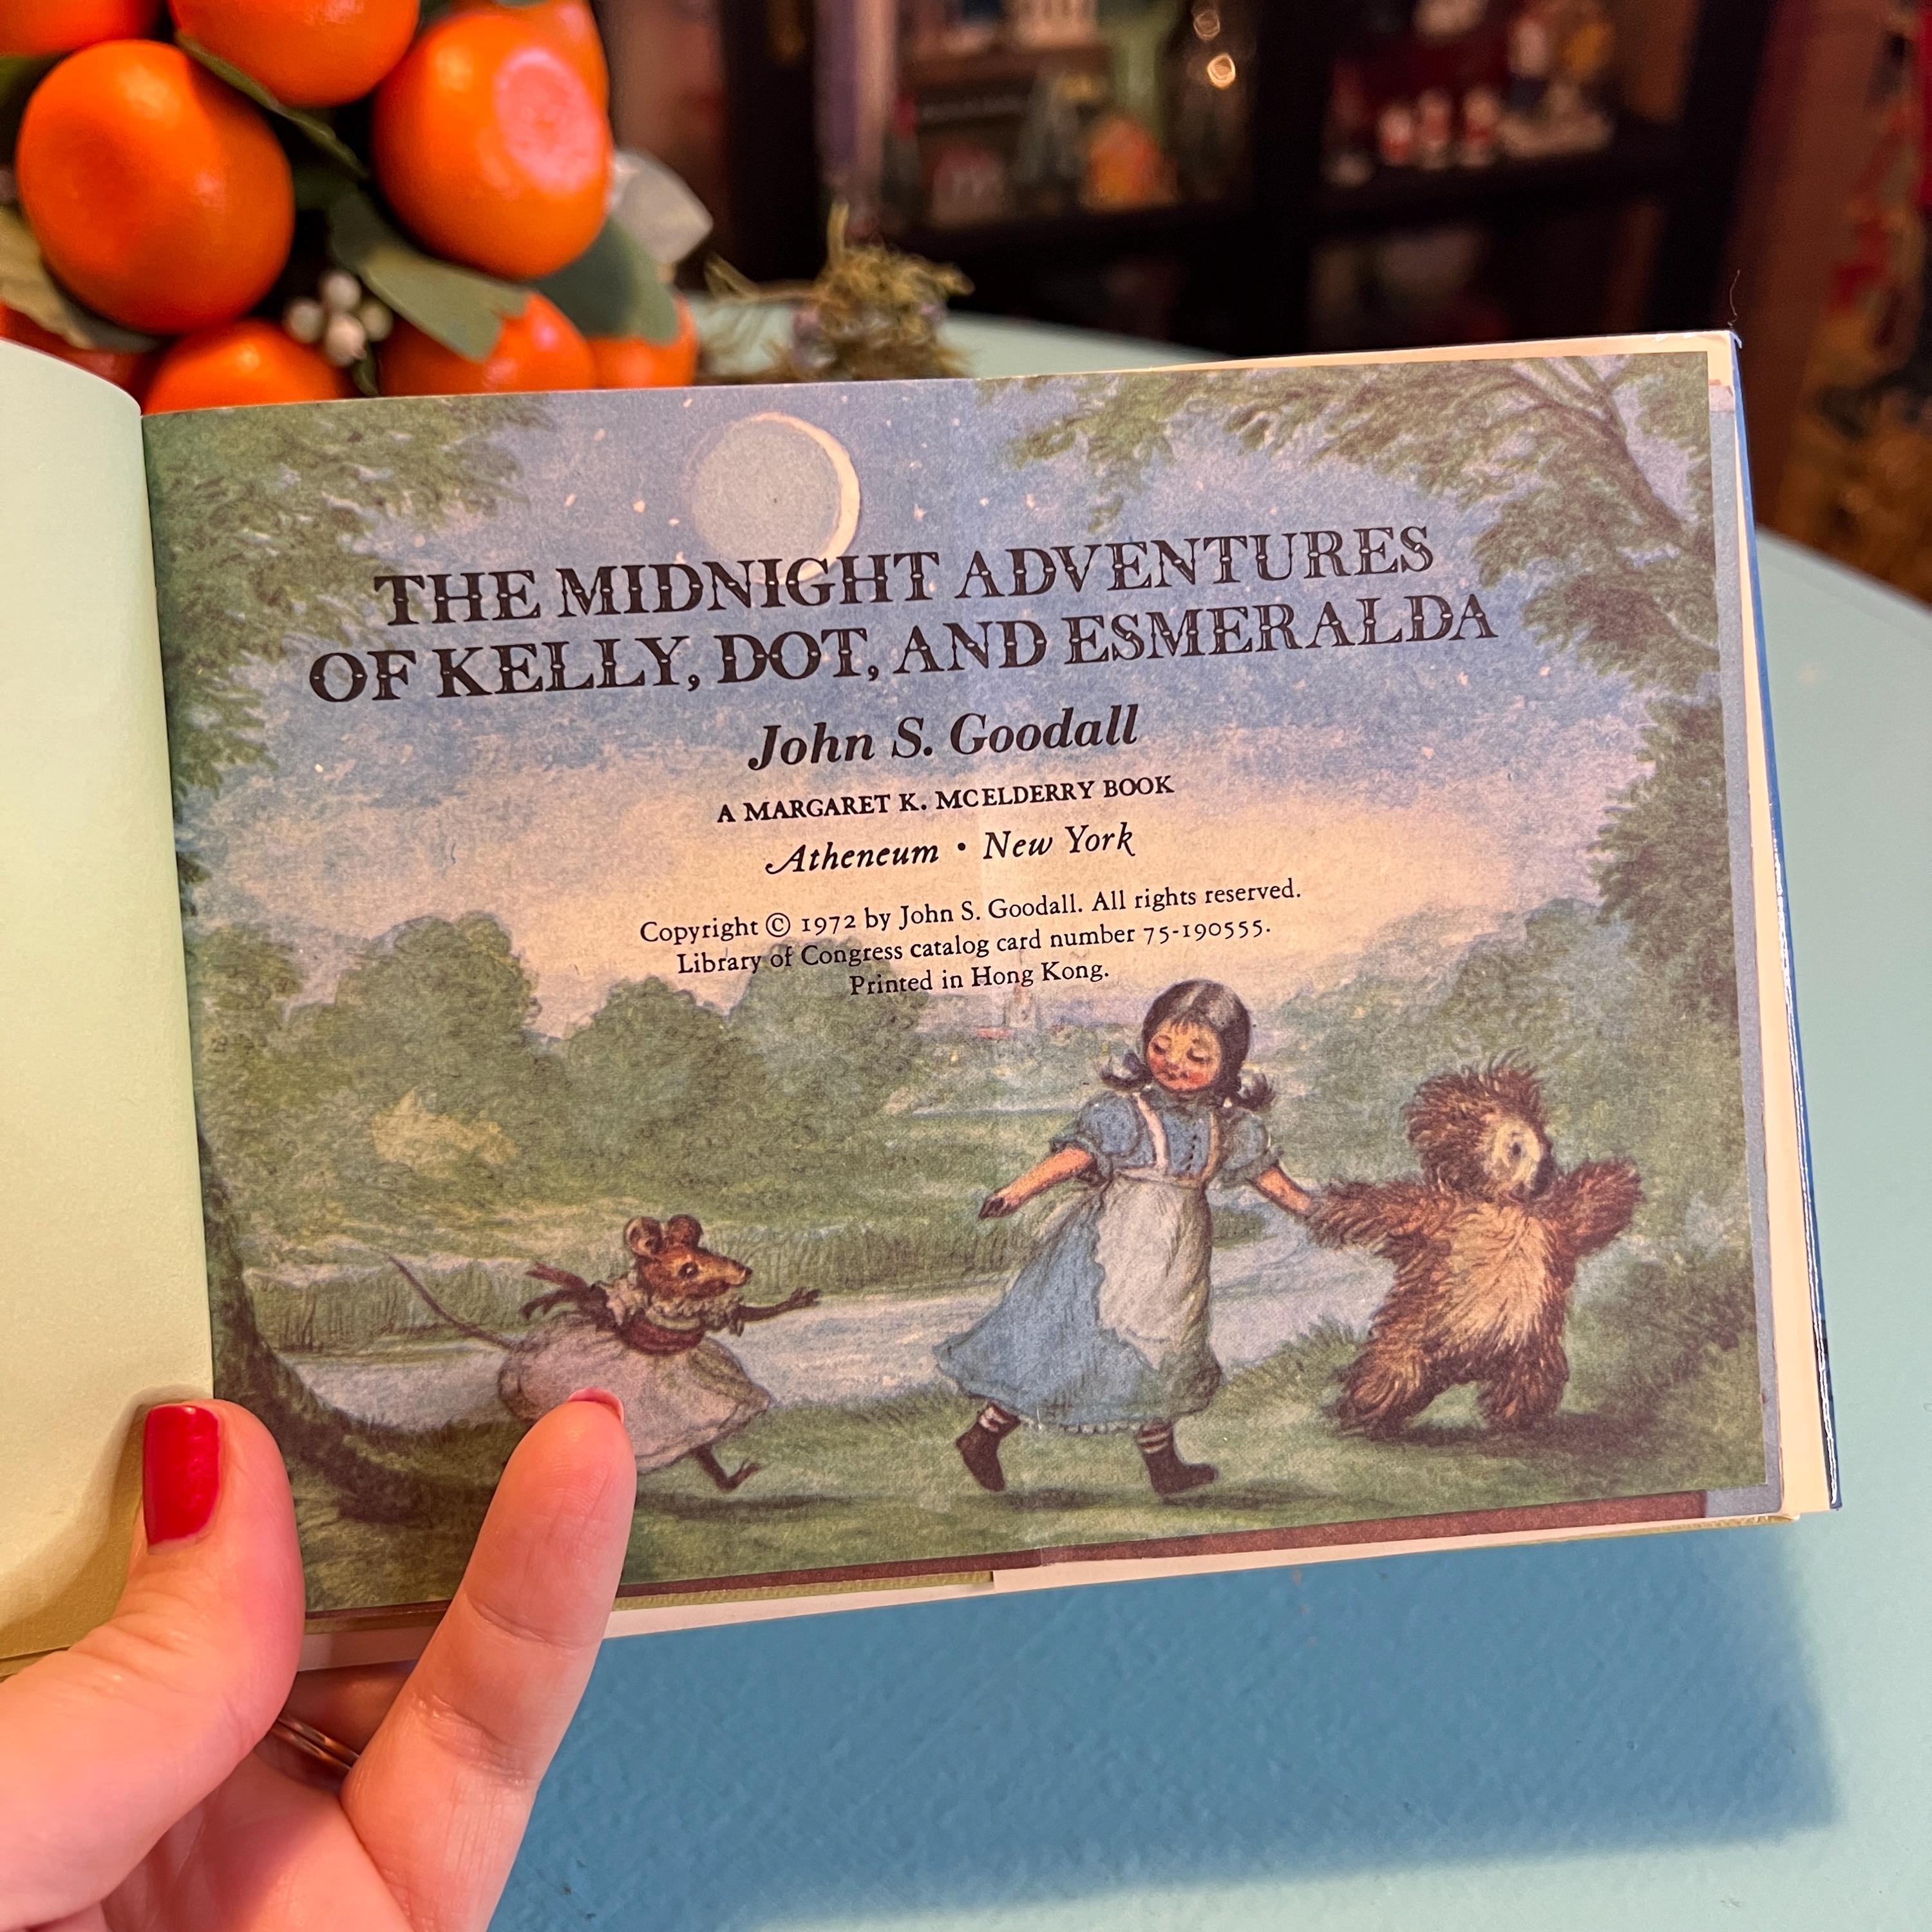 THE MIDNIGHT ADVENTURES
OF KELLY, DOT, AND ESMERALDA
John S. Goodall
A MARGARET K. MCELDERRY BOOK
Atheneum • New York
Copyright © 1972 by John S. Goodall. All rights reserved.
Library of Congress catalog card number 75-190555.
Printed in Hong Kong.